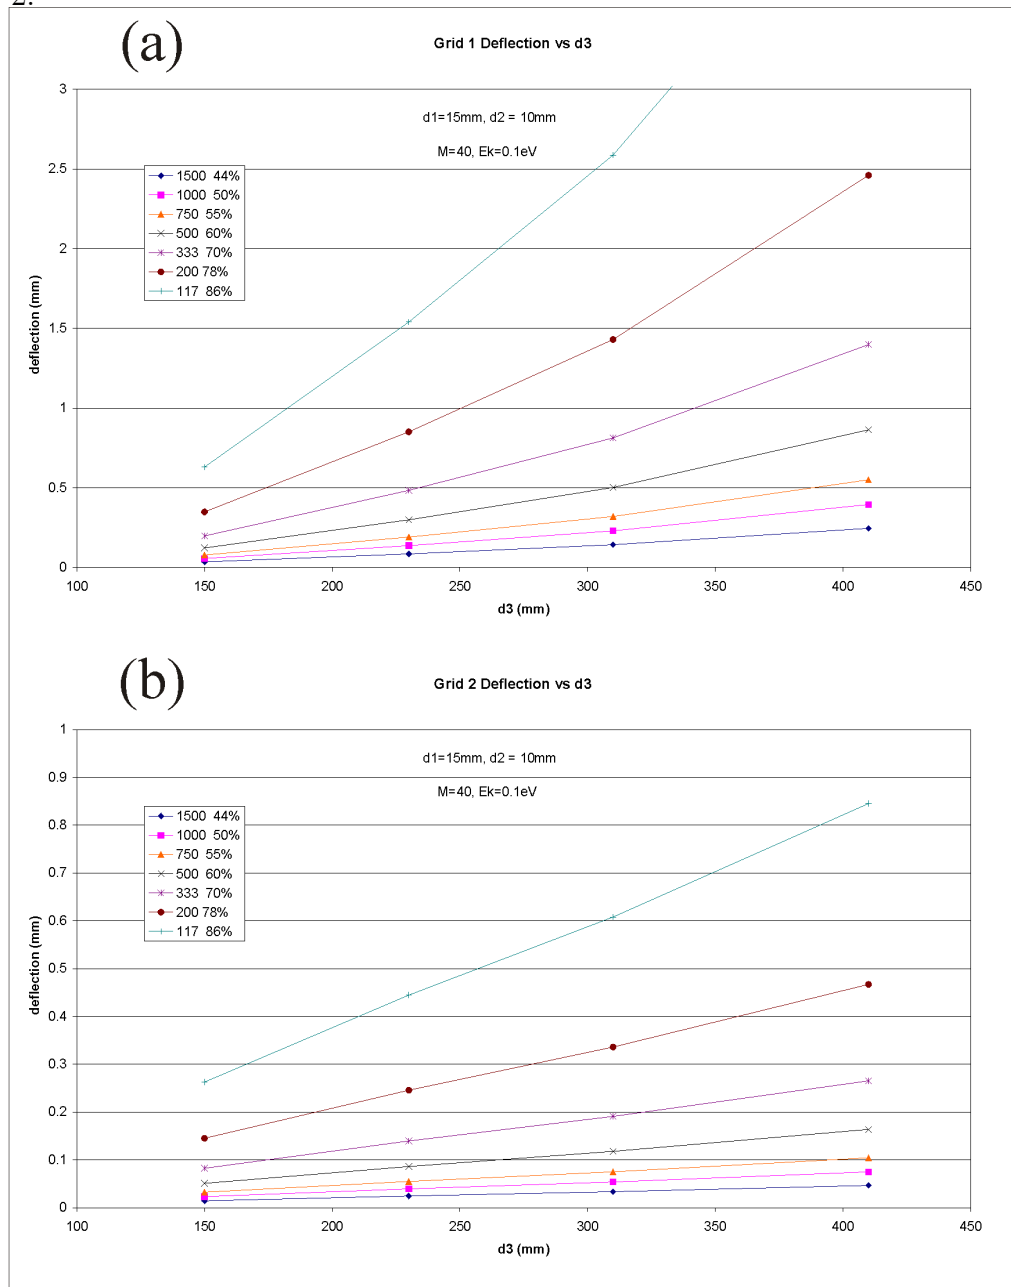 2.
(a)
Grid 1 Deflection vs d3
3
d1=15mm, d2 = 10mm
M=40, Ek=0.1eV
2.5
1500  44%
1000  50%
750  55%
500  60%
333  70%
200 78%
117  86%
2
1.5
1
0.5
0
deflection (mm)
100 150 200 250 300 350 400 450
d3 (mm)
(b)
Grid 2 Deflection vs d3
1
d1=15mm, d2 = 10mm
0.9
M=40, Ek=0.1eV
0.8
1500  44%
1000  50%
750  55%
500  60%
333  70%
200 78%
117  86%
0.7
0.6
0.5
0.4
0.3
0.2
0.1
0
deflection (mm)
100 150 200 250 300 350 400 450
d3 (mm)